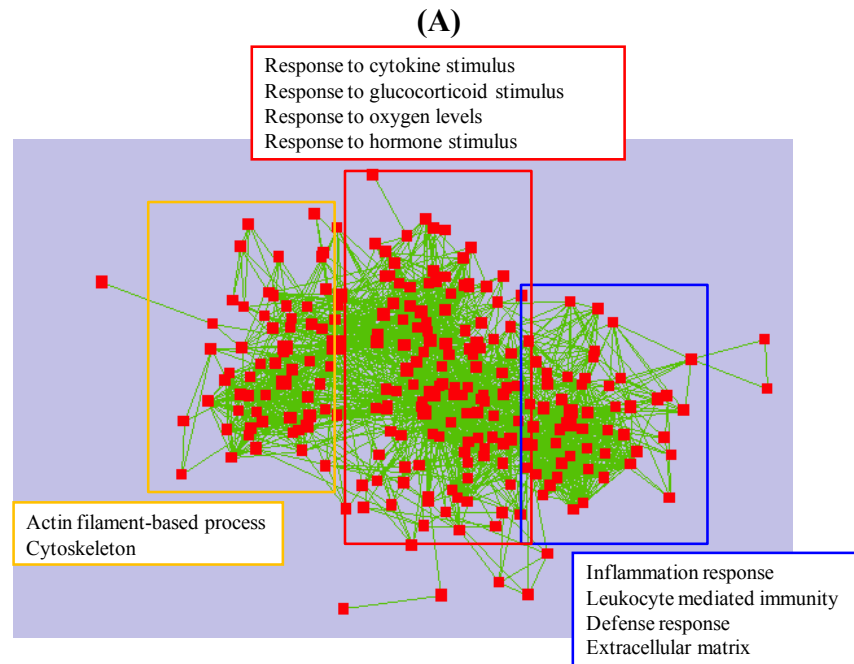 (A)
Response to cytokine stimulus
Response to glucocorticoid stimulus
Response to oxygen levels
Response to hormone stimulus
Actin filament-based process
Cytoskeleton
Inflammation response
Leukocyte mediated immunity
Defense response
Extracellular matrix